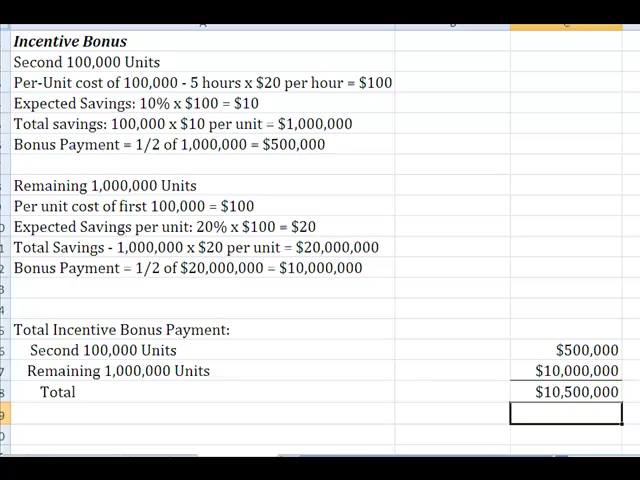 Incentive Bonus
Second 100,000 Units
Per-Unit cost of 100,000 - 5 hours x $20 per hour = $100
Expected Savings: 10% x $100 = $10
Total savings: 100,000 x $10 per unit = $1,000,000
Bonus Payment = 1/2 of 1,000,000 = $500,000
Remaining 1,000,000 Units
Per unit cost of first 100,000 = $100
Expected Savings per unit: 20% x $100 = $20
Total Savings - 1,000,000 x $20 per unit = $20,000,000
Bonus Payment = 1/2 of $20,000,000 = $10,000,000
Total Incentive Bonus Payment:
Second 100,000 Units $500,000
Remaining 1,000,000 Units $10,000,000
Total $10,500,000